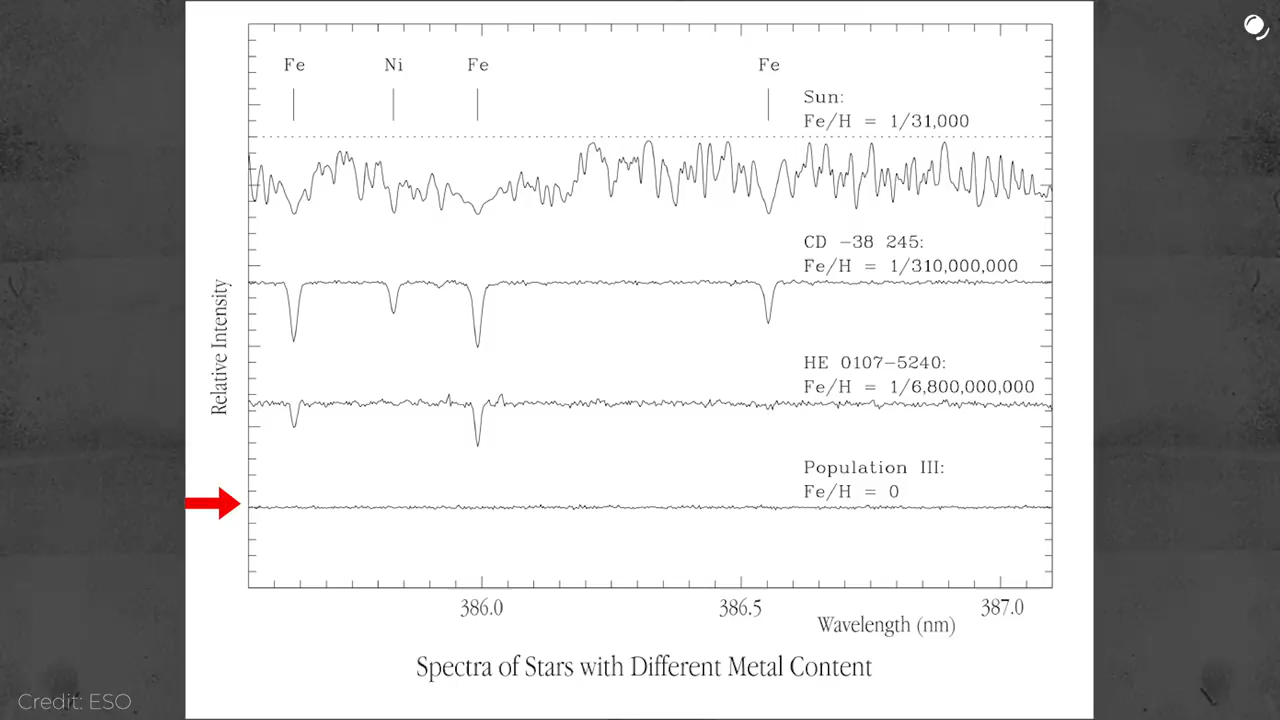 Fe Ni Fe Fe
Sun:
Fe/H = 1/31,000
CD −38 245:
Fe/H = 1/310,000,000
HE 0107−5240:
Fe/H = 1/6,800,000,000
Population III:
Fe/H = 0
Relative Intensity
386.0 386.5 387.0
Wavelength (nm)
Spectra of Stars with Different Metal Content
Credit: ESO